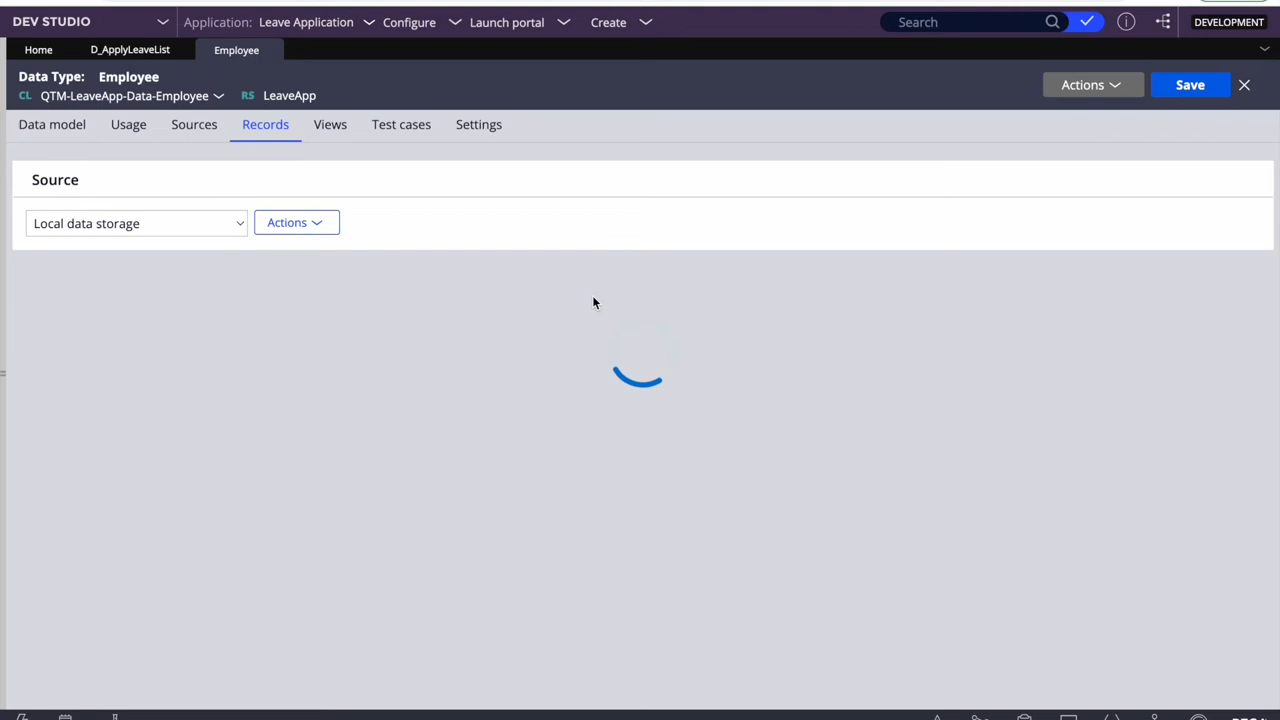 DEV STUDIO Application: Leave Application Configure Launch portal Create Search DEVELOPMENT
Home D_ApplyLeaveList Employee
Data Type: Employee
CL QTM-LeaveApp-Data-Employee RS LeaveApp
Actions Save
Data model Usage Sources Records Views Test cases Settings
Source
Local data storage Actions